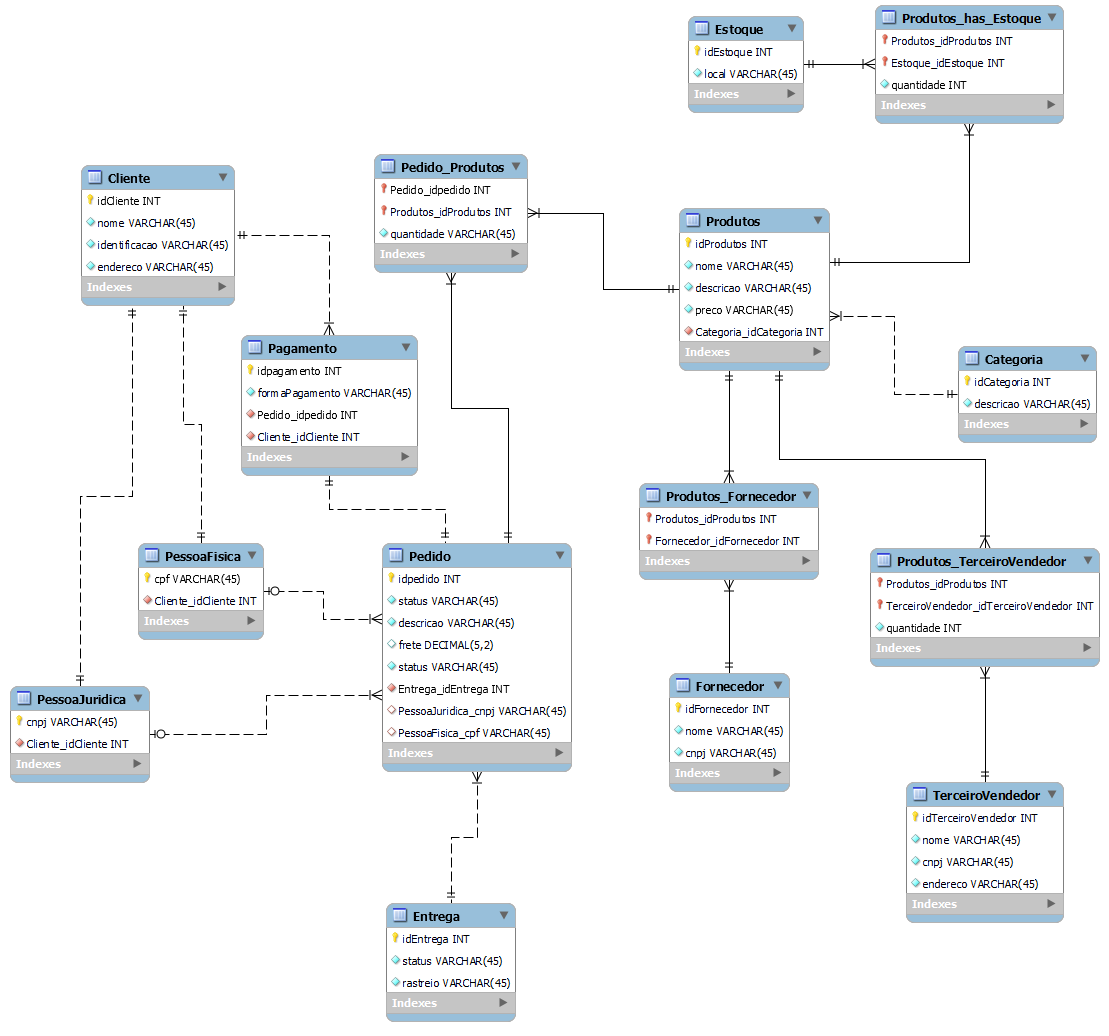 Estoque
idEstoque INT
local VARCHAR(45)
Indexes
Produtos_has_Estoque
Produtos_idProdutos INT
Estoque_idEstoque INT
quantidade INT
Indexes
Cliente
idCliente INT
nome VARCHAR(45)
identificacao VARCHAR(45)
endereco VARCHAR(45)
Indexes
Pedido_Produtos
Pedido_idpedido INT
Produtos_idProdutos INT
quantidade VARCHAR(45)
Indexes
Produtos
idProdutos INT
nome VARCHAR(45)
descricao VARCHAR(45)
preco VARCHAR(45)
Categoria_idCategoria INT
Indexes
Pagamento
idpagamento INT
formaPagamento VARCHAR(45)
Pedido_idpedido INT
Cliente_idCliente INT
Indexes
Categoria
idCategoria INT
descricao VARCHAR(45)
Indexes
Produtos_Fornecedor
Produtos_idProdutos INT
Fornecedor_idFornecedor INT
Indexes
PessoaFisica
cpf VARCHAR(45)
Cliente_idCliente INT
Indexes
Pedido
idpedido INT
status VARCHAR(45)
descricao VARCHAR(45)
frete DECIMAL(5,2)
status VARCHAR(45)
Entrega_idEntrega INT
PessoaJuridica_cnpj VARCHAR(45)
PessoaFisica_cpf VARCHAR(45)
Indexes
Produtos_TerceiroVendedor
Produtos_idProdutos INT
TerceiroVendedor_idTerceiroVendedor INT
quantidade INT
Indexes
PessoaJuridica
cnpj VARCHAR(45)
Cliente_idCliente INT
Indexes
Fornecedor
idFornecedor INT
nome VARCHAR(45)
cnpj VARCHAR(45)
Indexes
TerceiroVendedor
idTerceiroVendedor INT
nome VARCHAR(45)
cnpj VARCHAR(45)
endereco VARCHAR(45)
Indexes
Entrega
idEntrega INT
status VARCHAR(45)
rastreio VARCHAR(45)
Indexes